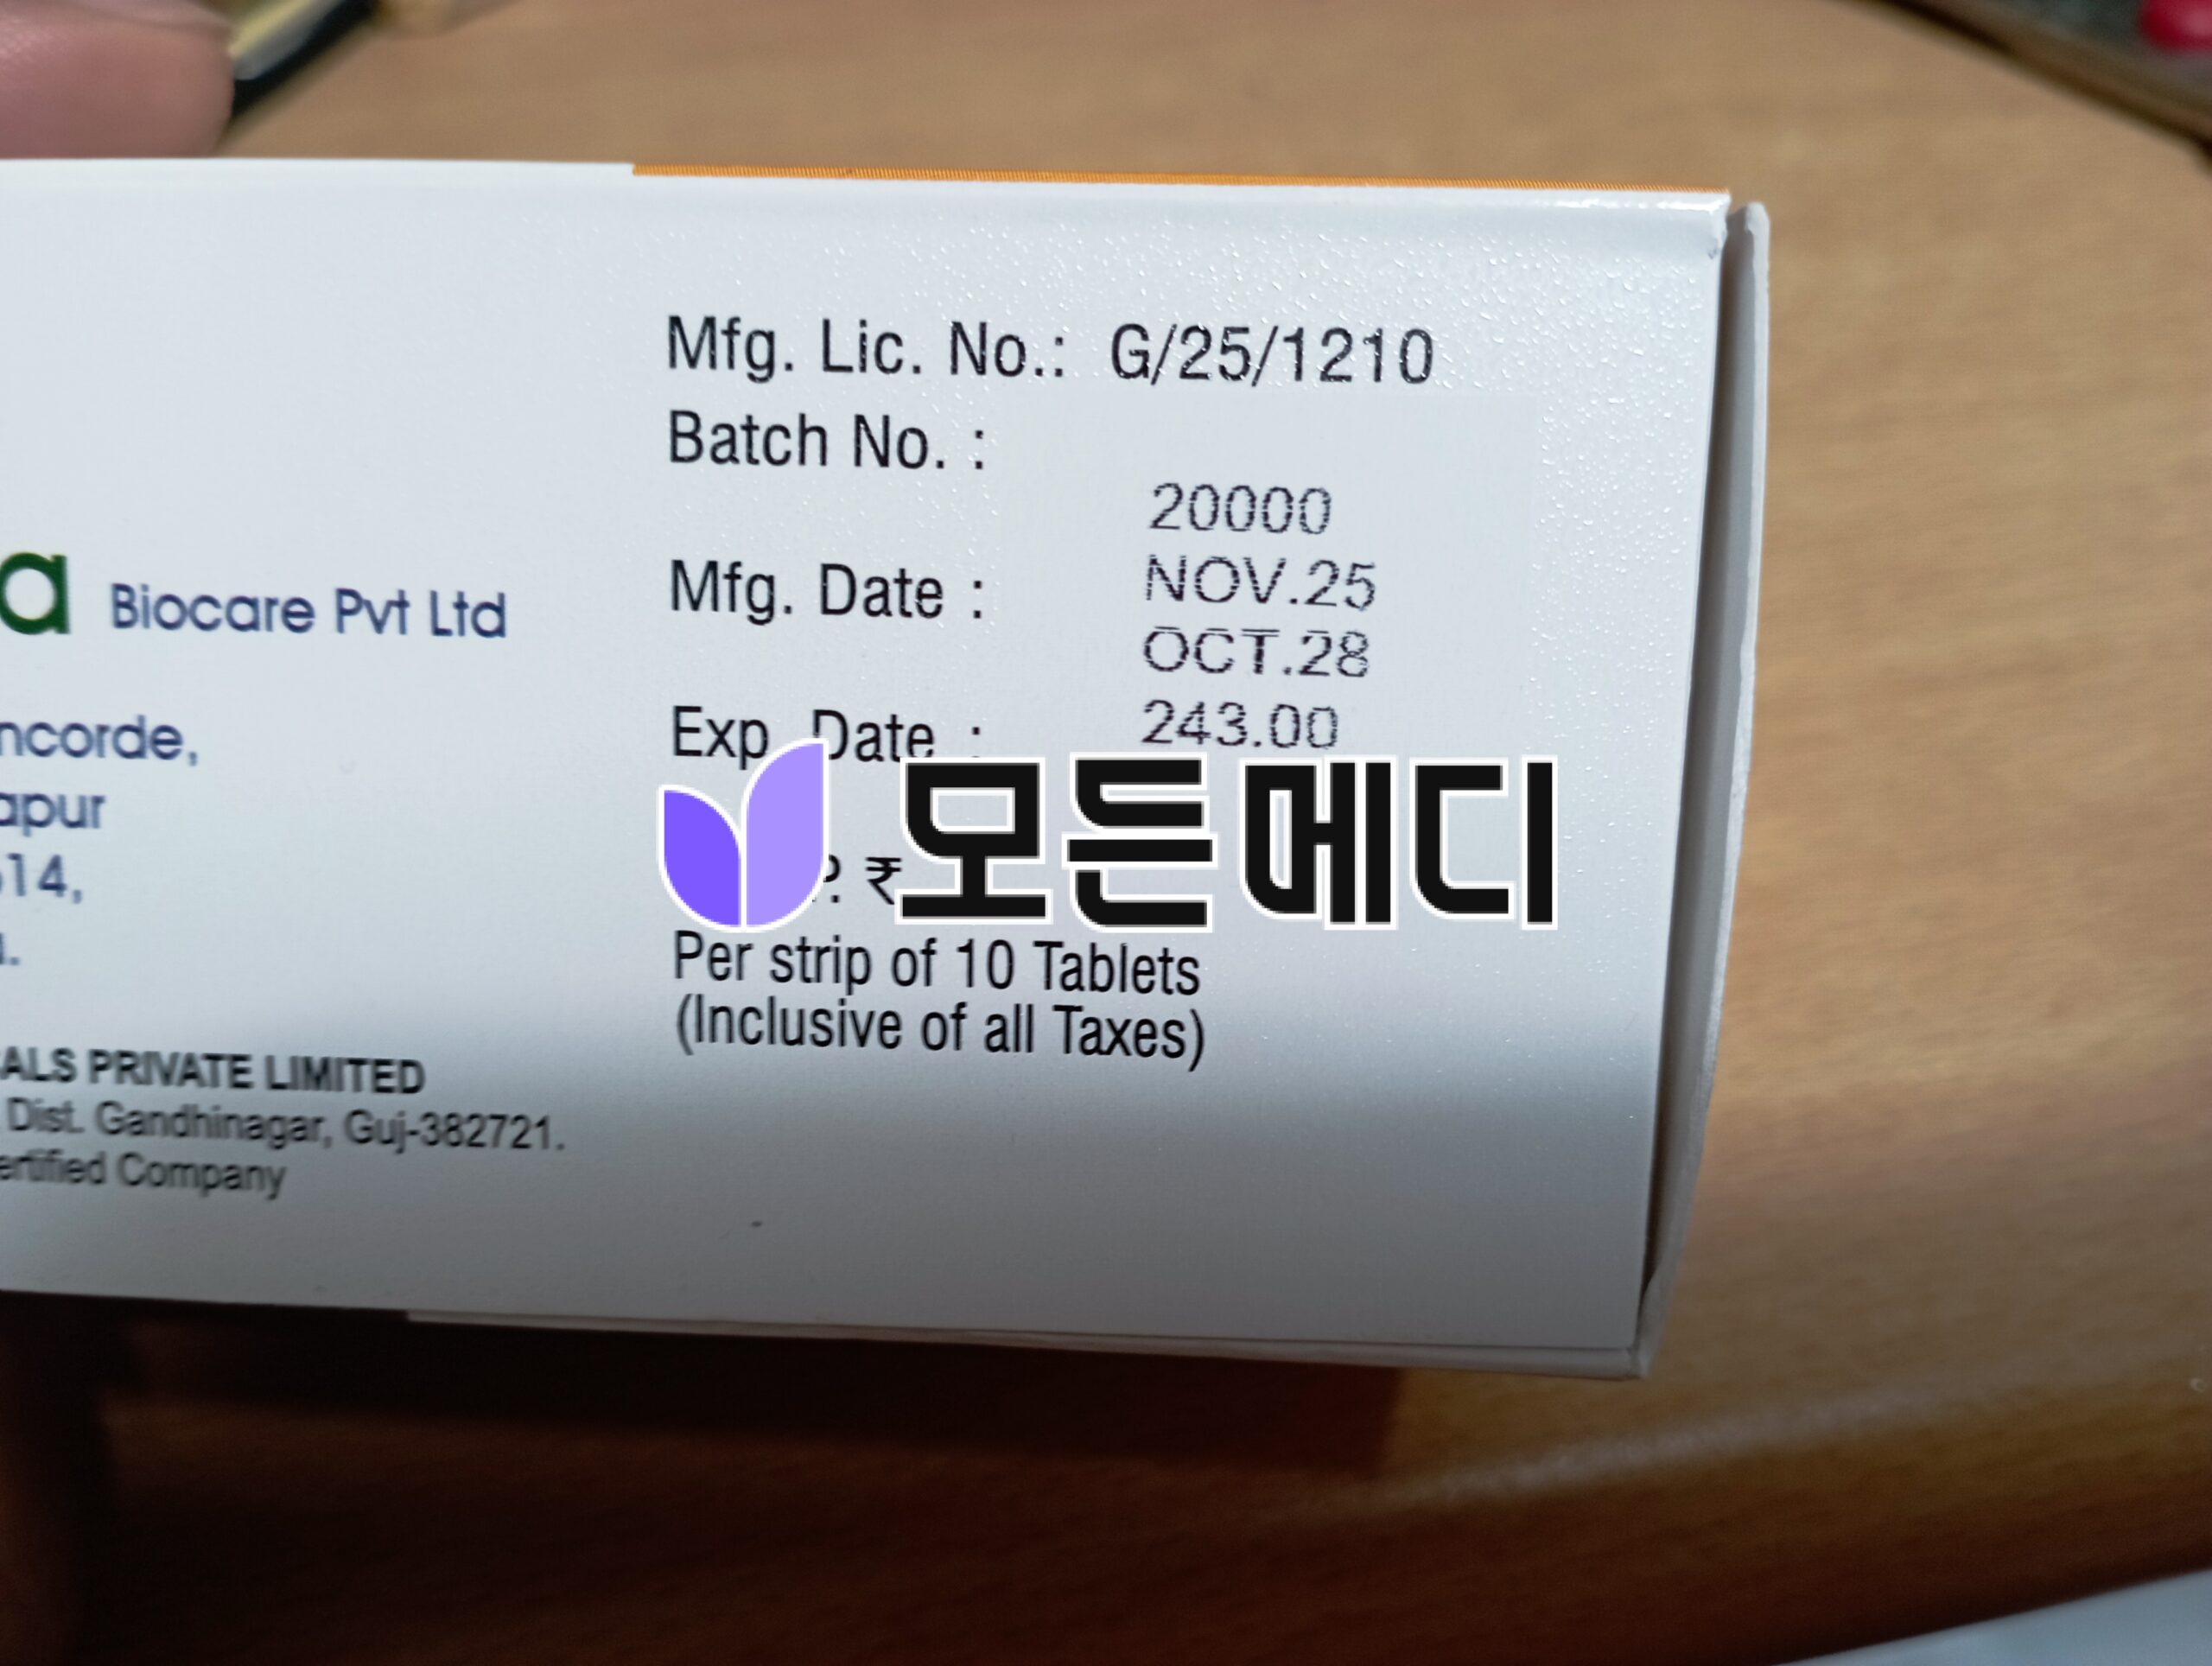 Mfg. Lic. No.: G/25/1210
Batch No. :
20000
Mfg. Date :
NOV.25
OCT.28
Exp Date :
243.00
₹
모든메디
Per strip of 10 Tablets
(Inclusive of all Taxes)
a Biocare Pvt Ltd
ncorde,
apur
14,
ALS PRIVATE LIMITED
Dist. Gandhinagar, Guj-382721.
ertified Company